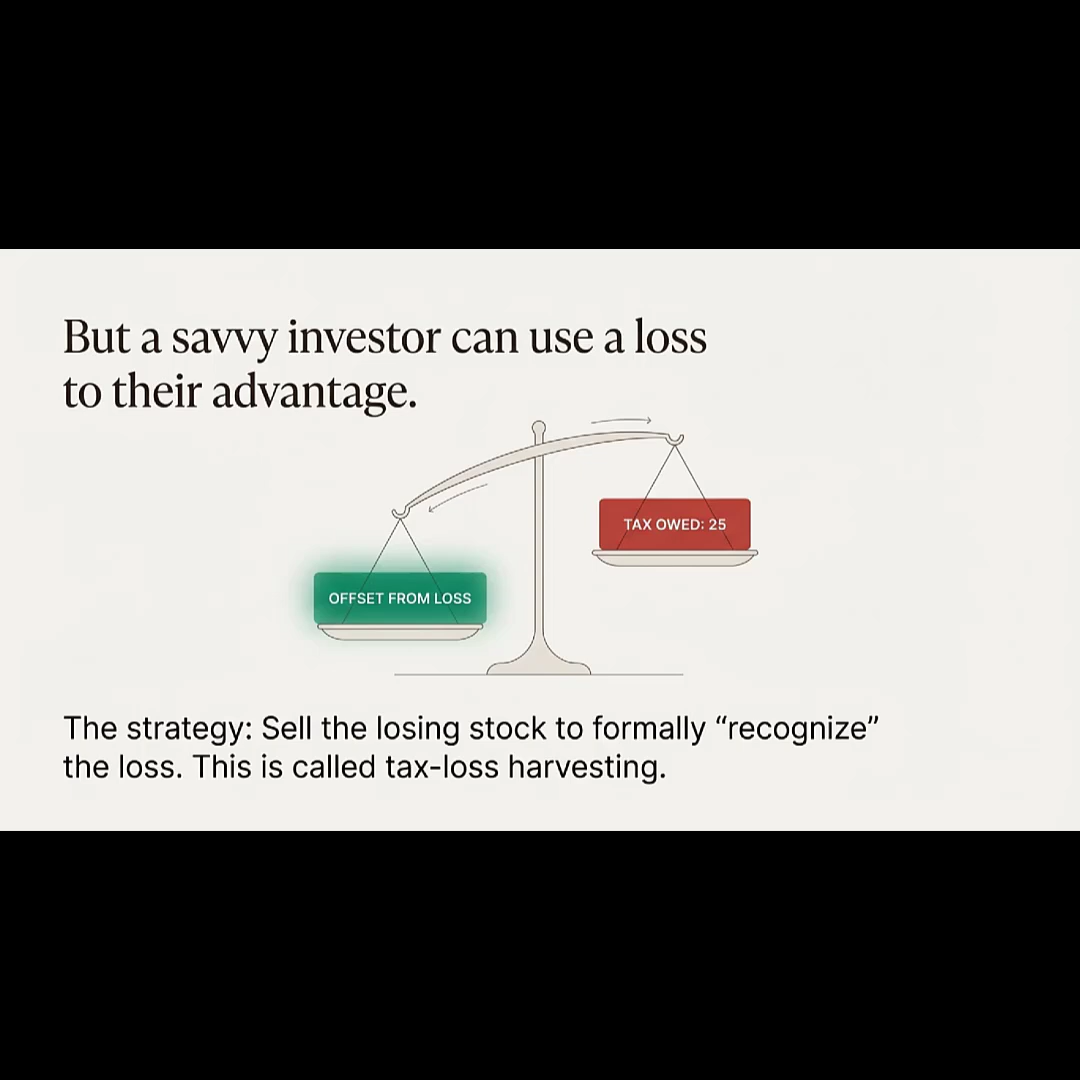 But a savvy investor can use a loss
to their advantage.
TAX OWED: 25
OFFSET FROM LOSS
The strategy: Sell the losing stock to formally “recognize”
the loss. This is called tax-loss harvesting.